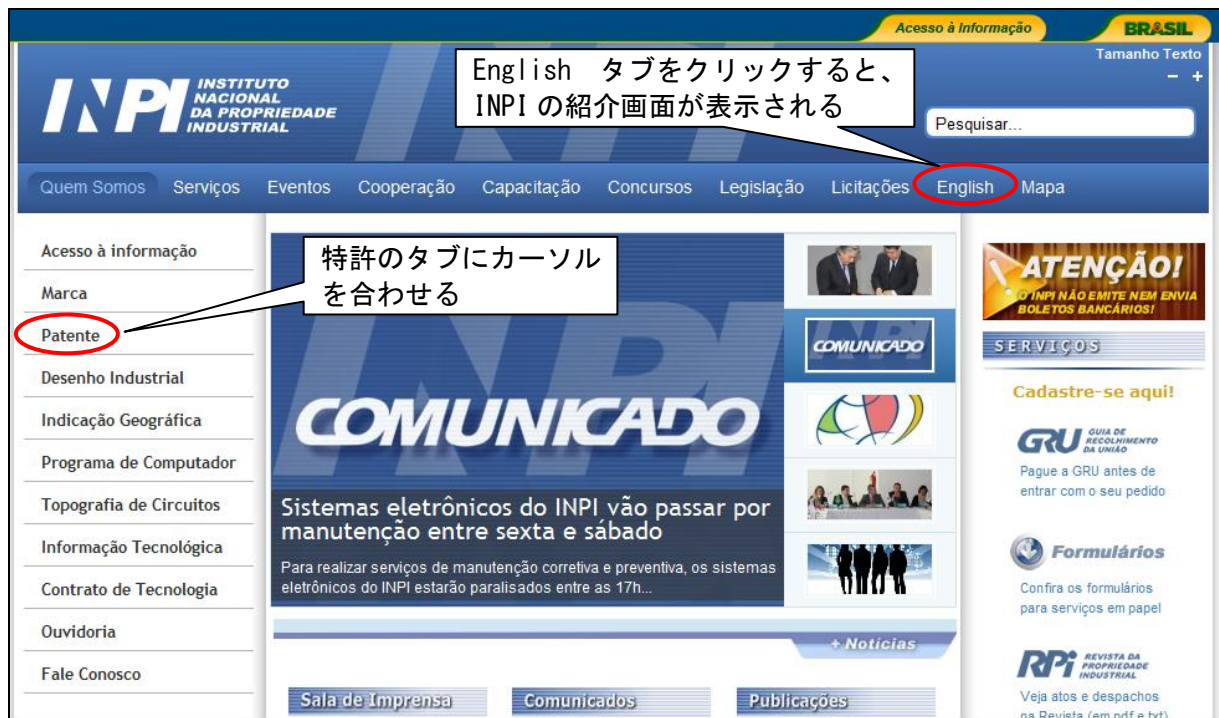 Acesso à Informação
BRASIL
Tamanho Texto
- +
INPI INSTITUTO
NACIONAL
DA PROPRIEDADE
INDUSTRIAL
English タブをクリックすると、
INPI の紹介画面が表示される
Pesquisar...
Quem Somos Serviços Eventos Cooperação Capacitação Concursos Legislação Licitações English Mapa
Acesso à informação
Marca
Patente
Desenho Industrial
Indicação Geográfica
Programa de Computador
Topografia de Circuitos
Informação Tecnológica
Contrato de Tecnologia
Ouvidoria
Fale Conosco
特許のタブにカーソル
を合わせる
COMUNICADO
Sistemas eletrônicos do INPI vão passar por
manutenção entre sexta e sábado
Para realizar serviços de manutenção corretiva e preventiva, os sistemas
eletrônicos do INPI estarão paralisados entre as 17h...
COMUNICADO
+ Notícias
Sala de Imprensa
Comunicados
Publicações
ATENÇÃO!
O INPI NÃO EMITE NEM ENVIA
BOLETOS BANCÁRIOS!
SERVIÇOS
Cadastre-se aqui!
GRU GUIA DE
RECOLHIMENTO
DA UNIÃO
Pague a GRU antes de
entrar com o seu pedido
Formulários
Confira os formulários
para serviços em papel
RPi REVISTA DA
PROPRIEDADE
INDUSTRIAL
Veja atos e despachos
na Revista (em pdf e txt)